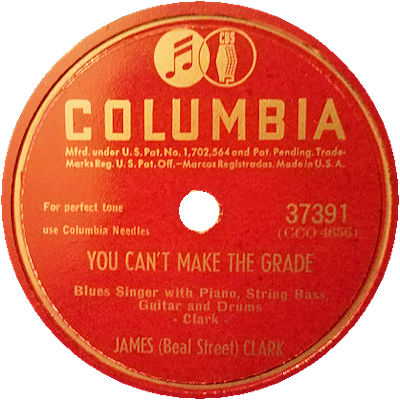 CBS
COLUMBIA
Mfrd. under U.S. Pat. No. 1,702,564 and Pat. Pending. Trade-
Marks Reg. U.S. Pat. Off.—Marcas Registradas. Made in U.S.A.
For perfect tone
use Columbia Needles
37391
(CCO 4656)
YOU CAN'T MAKE THE GRADE
Blues Singer with Piano, String Bass,
Guitar and Drums
- Clark -
JAMES (Beal Street) CLARK